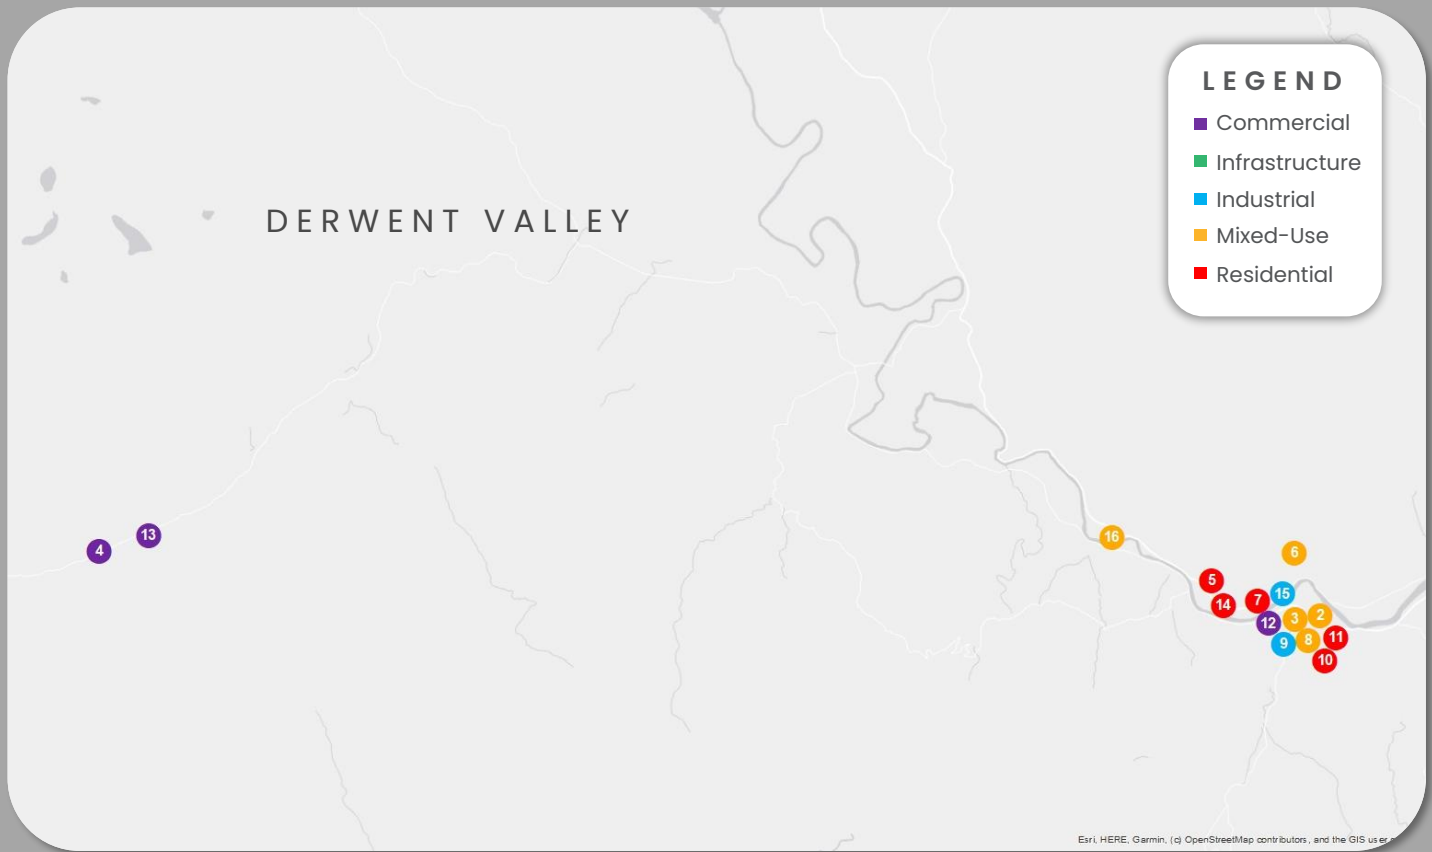 LEGEND
Commercial
Infrastructure
Industrial
Mixed-Use
Residential
DERWENT VALLEY
13
4
16
6
5
15
7
14
2
3
12
11
8
9
10
Esri, HERE, Garmin, (c) OpenStreetMap contributors, and the GIS user